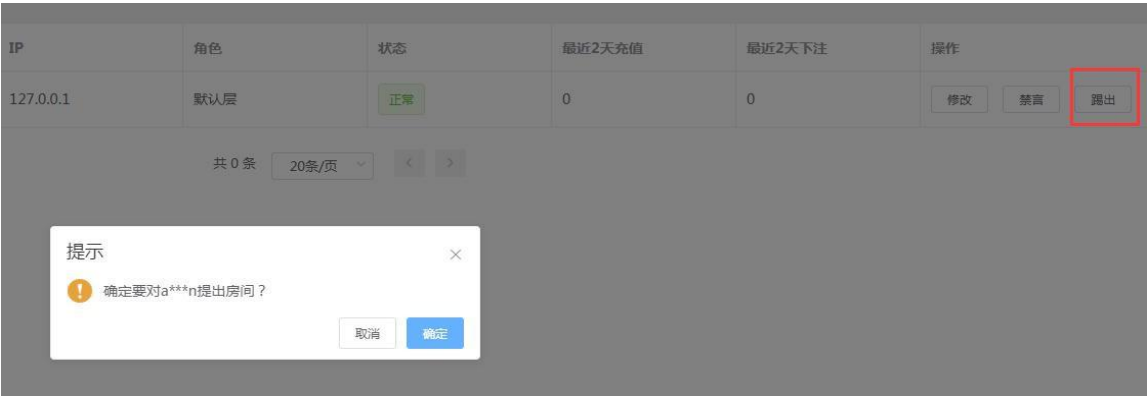 IP 角色 状态 最近2天充值 最近2天下注 操作
127.0.0.1 默认层 正常 0 0 修改 禁言 踢出
共 0 条 20条/页
提示
确定要对a***n提出房间？
取消 确定